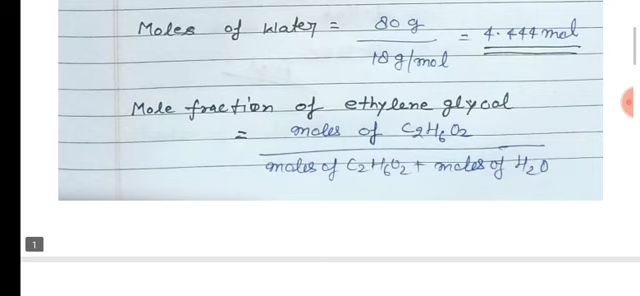 Moles of Water = 80 g / 18 g/mol = 4.444 mol
Mole fraction of ethylene glycol
= moles of C2H6O2 / moles of C2H6O2 + moles of H2O
1